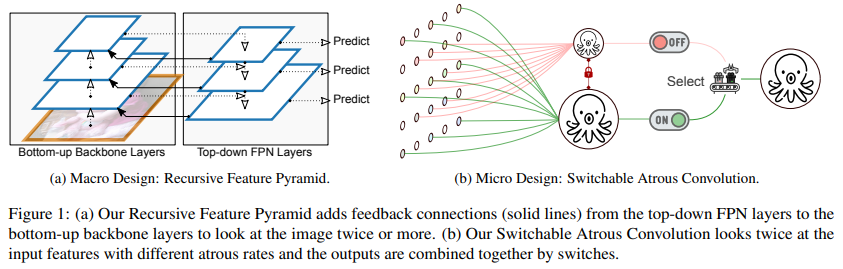 Predict
Predict
Predict
Bottom-up Backbone Layers
Top-down FPN Layers
(a) Macro Design: Recursive Feature Pyramid.
OFF
Select
ON
(b) Micro Design: Switchable Atrous Convolution.
Figure 1: (a) Our Recursive Feature Pyramid adds feedback connections (solid lines) from the top-down FPN layers to the
bottom-up backbone layers to look at the image twice or more. (b) Our Switchable Atrous Convolution looks twice at the
input features with different atrous rates and the outputs are combined together by switches.